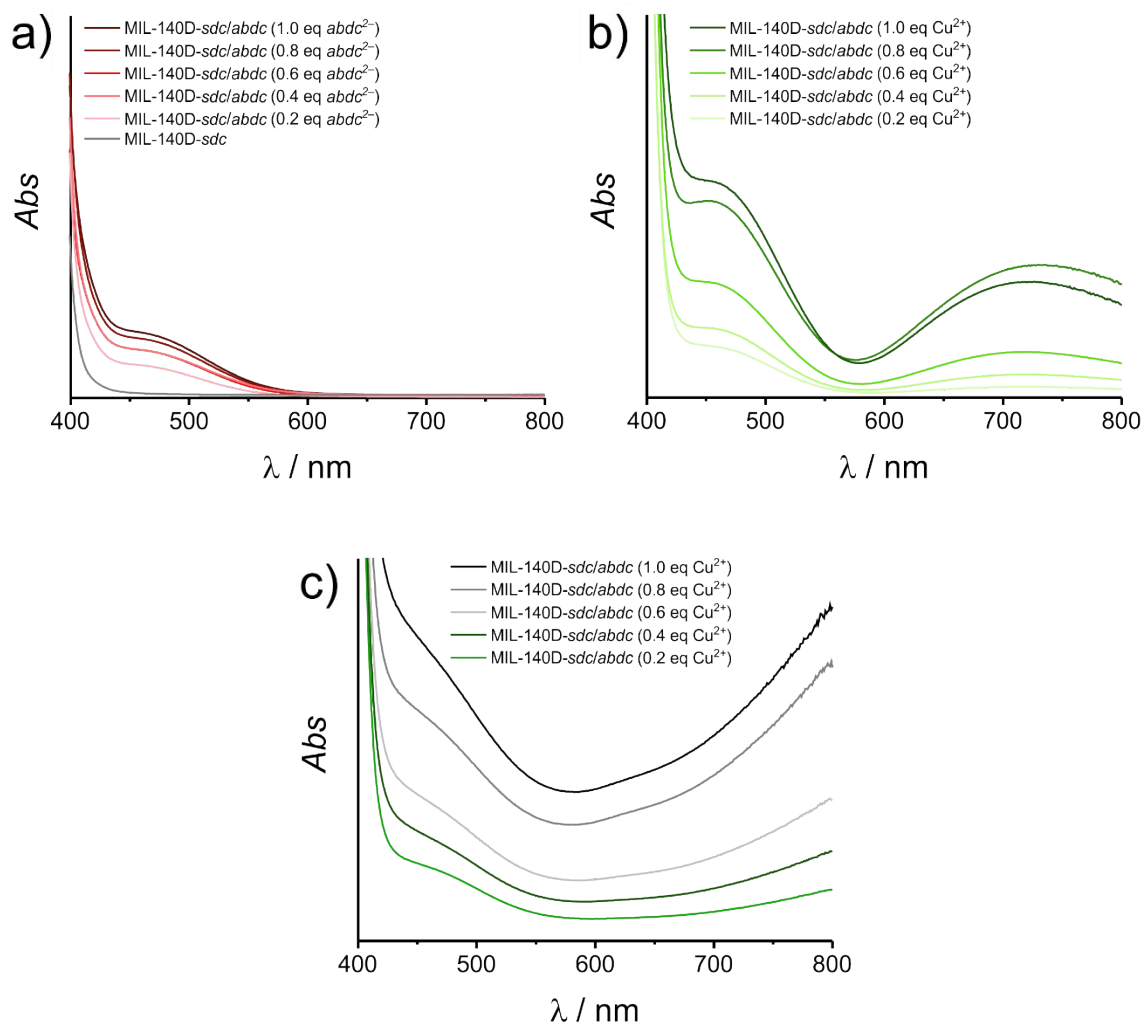 a)
MIL-140D-sdc/abdc (1.0 eq abdc²⁻)
MIL-140D-sdc/abdc (0.8 eq abdc²⁻)
MIL-140D-sdc/abdc (0.6 eq abdc²⁻)
MIL-140D-sdc/abdc (0.4 eq abdc²⁻)
MIL-140D-sdc/abdc (0.2 eq abdc²⁻)
MIL-140D-sdc
Abs
400 500 600 700 800
λ / nm
b)
MIL-140D-sdc/abdc (1.0 eq Cu²⁺)
MIL-140D-sdc/abdc (0.8 eq Cu²⁺)
MIL-140D-sdc/abdc (0.6 eq Cu²⁺)
MIL-140D-sdc/abdc (0.4 eq Cu²⁺)
MIL-140D-sdc/abdc (0.2 eq Cu²⁺)
Abs
400 500 600 700 800
λ / nm
c)
MIL-140D-sdc/abdc (1.0 eq Cu²⁺)
MIL-140D-sdc/abdc (0.8 eq Cu²⁺)
MIL-140D-sdc/abdc (0.6 eq Cu²⁺)
MIL-140D-sdc/abdc (0.4 eq Cu²⁺)
MIL-140D-sdc/abdc (0.2 eq Cu²⁺)
Abs
400 500 600 700 800
λ / nm